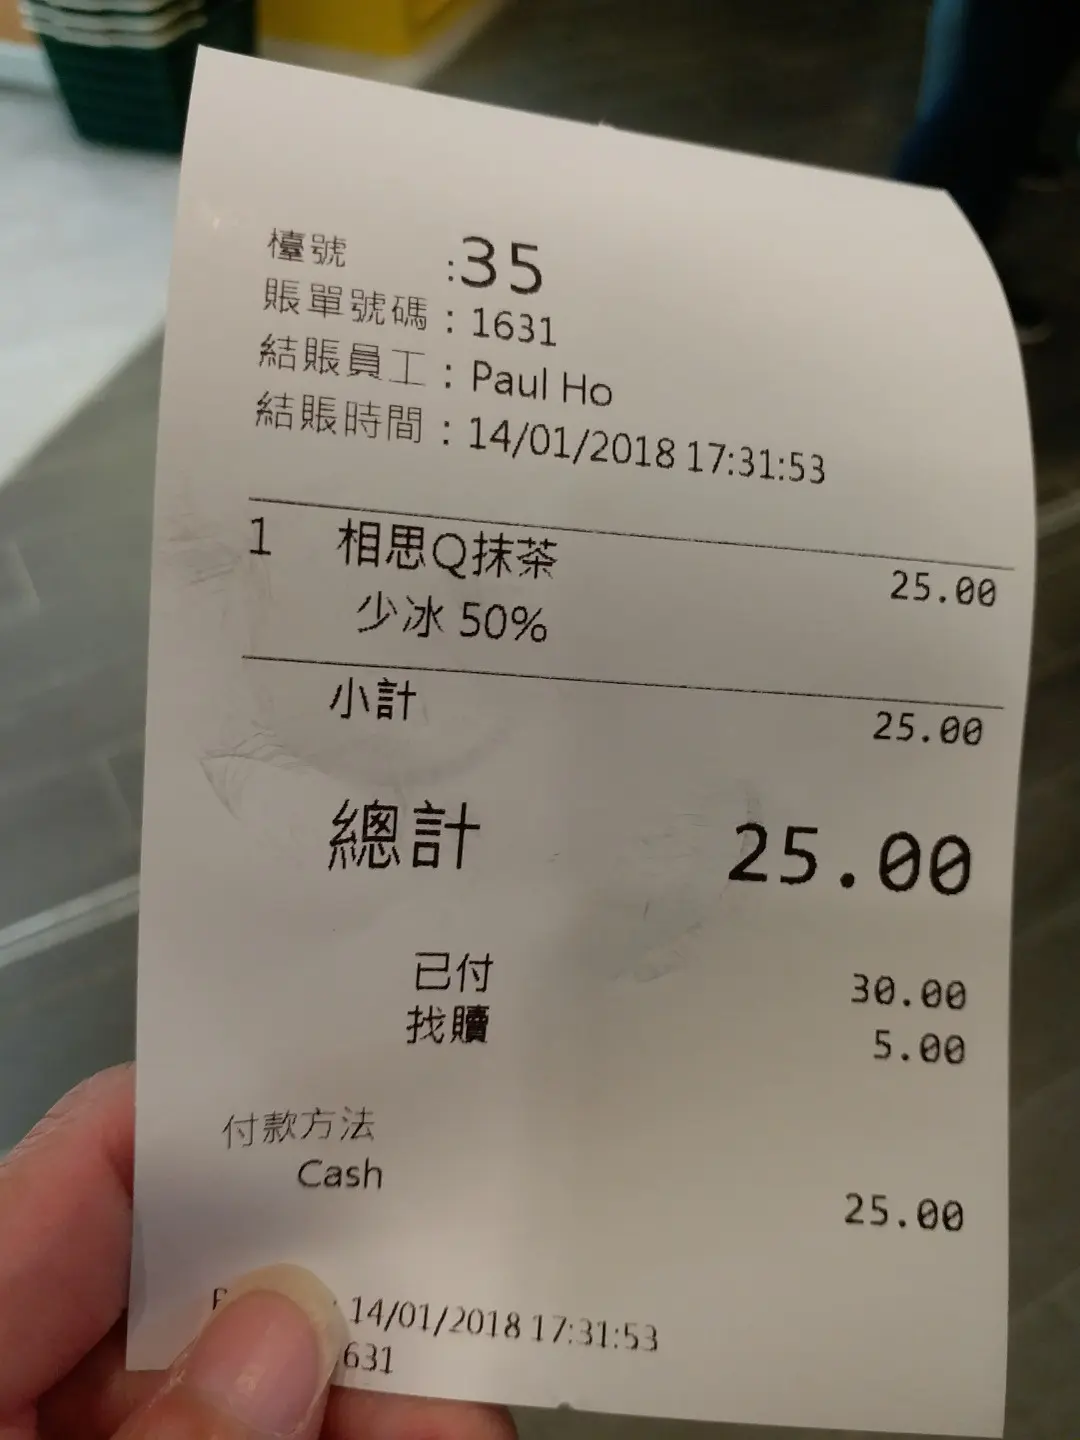 檯號 :35
賬單號碼 : 1631
結賬員工 : Paul Ho
結賬時間 : 14/01/2018 17:31:53
1 相思Q抹茶 25.00
少冰 50%
小計 25.00
總計 25.00
已付 30.00
找贖 5.00
付款方法
Cash 25.00
: 14/01/2018 17:31:53
631